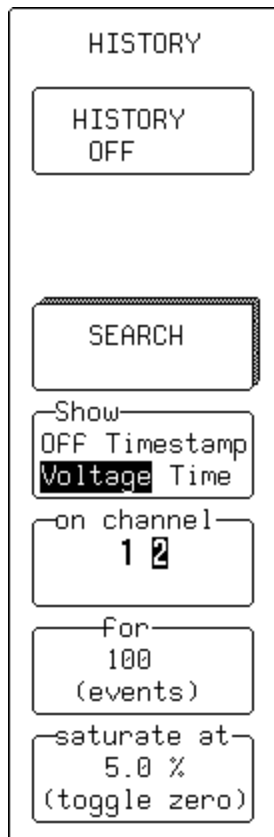 HISTORY
HISTORY
OFF
SEARCH
Show
OFF Timestamp
Voltage Time
on channel
1 2
For
100
(events)
saturate at
5.0 %
(toggle zero)